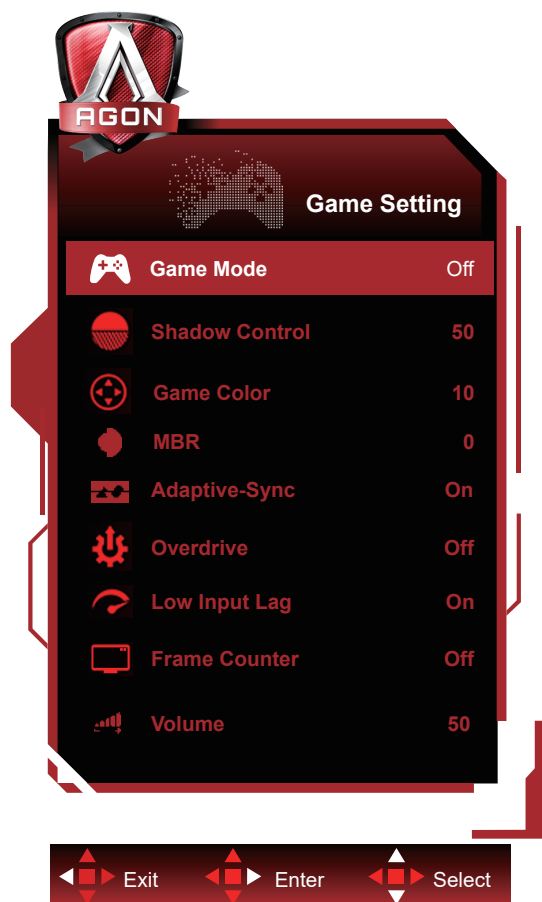 AGON
Game Setting
Game Mode Off
Shadow Control 50
Game Color 10
MBR 0
Adaptive-Sync On
Overdrive Off
Low Input Lag On
Frame Counter Off
Volume 50
Exit Enter Select